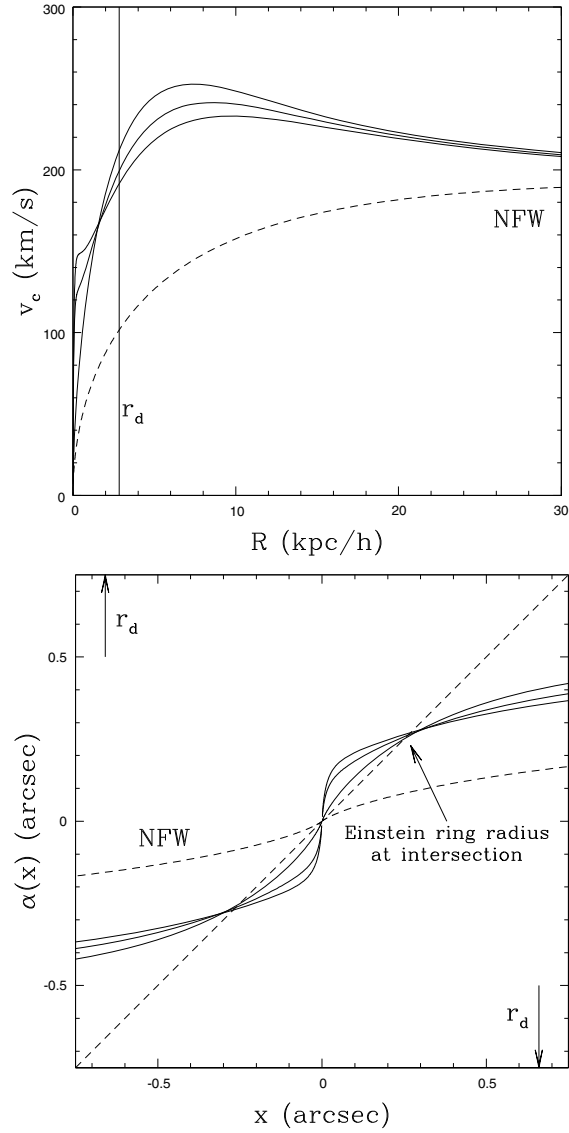 300
200
100
0
v_c (km/s)
NFW
r_d
0
10
20
30
R (kpc/h)
r_d
0.5
0
-0.5
α(x) (arcsec)
NFW
Einstein ring radius
at intersection
r_d
-0.5
0
0.5
x (arcsec)